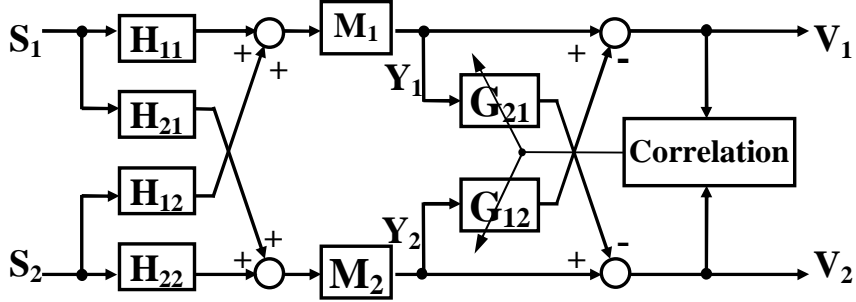 S1 H11 + + M1 Y1 + - V1
H21 G21
Correlation
H12 G12
S2 H22 + + M2 Y2 + - V2